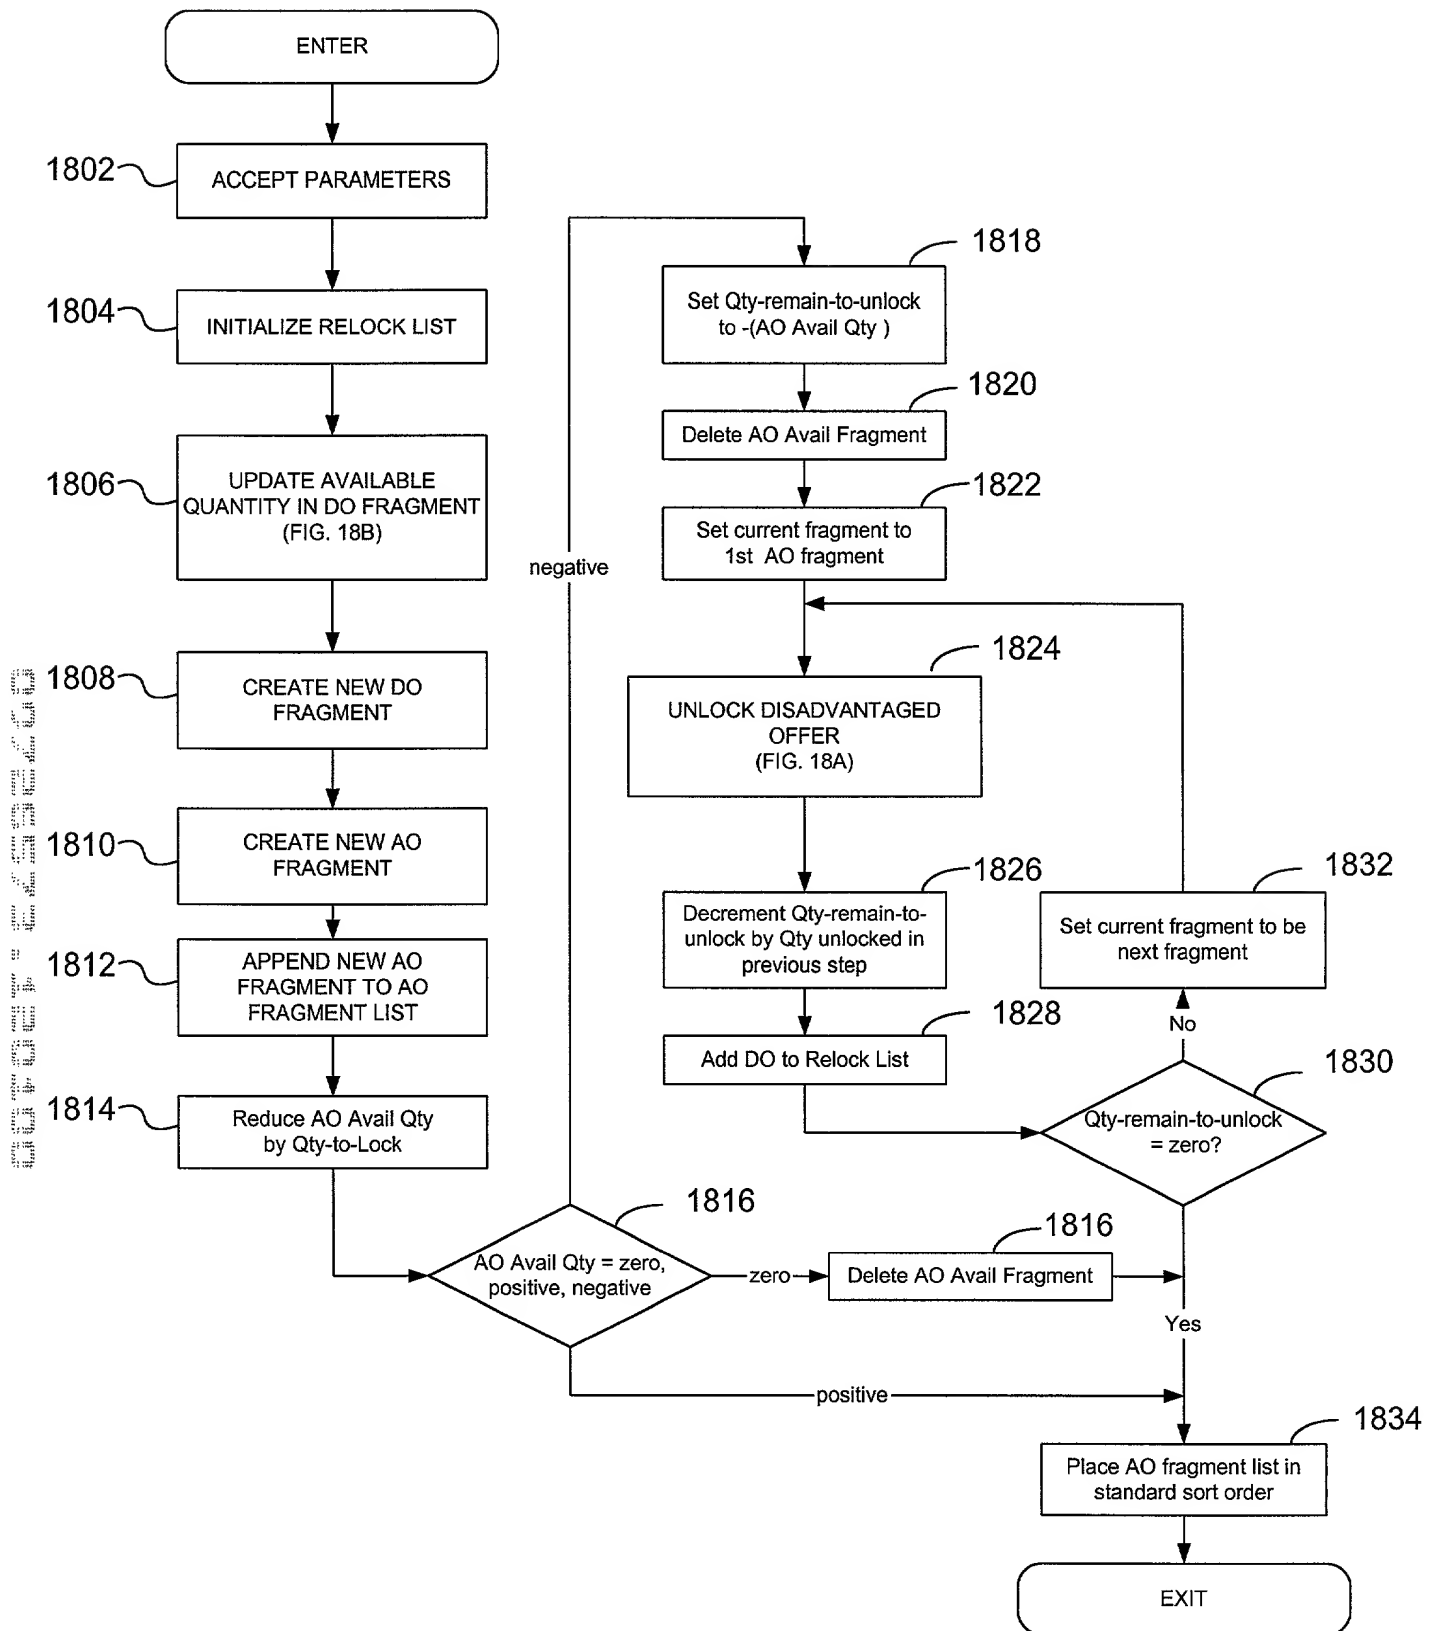 ENTER
1802
ACCEPT PARAMETERS
1804
INITIALIZE RELOCK LIST
1806
UPDATE AVAILABLE
QUANTITY IN DO FRAGMENT
(FIG. 18B)
1808
CREATE NEW DO
FRAGMENT
1810
CREATE NEW AO
FRAGMENT
1812
APPEND NEW AO
FRAGMENT TO AO
FRAGMENT LIST
1814
Reduce AO Avail Qty
by Qty-to-Lock
1816
AO Avail Qty = zero,
positive, negative
negative
zero
positive
1816
Delete AO Avail Fragment
1818
Set Qty-remain-to-unlock
to -(AO Avail Qty )
1820
Delete AO Avail Fragment
1822
Set current fragment to
1st AO fragment
1824
UNLOCK DISADVANTAGED
OFFER
(FIG. 18A)
1826
Decrement Qty-remain-to-
unlock by Qty unlocked in
previous step
1828
Add DO to Relock List
1830
Qty-remain-to-unlock
= zero?
No
Yes
1832
Set current fragment to be
next fragment
1834
Place AO fragment list in
standard sort order
EXIT